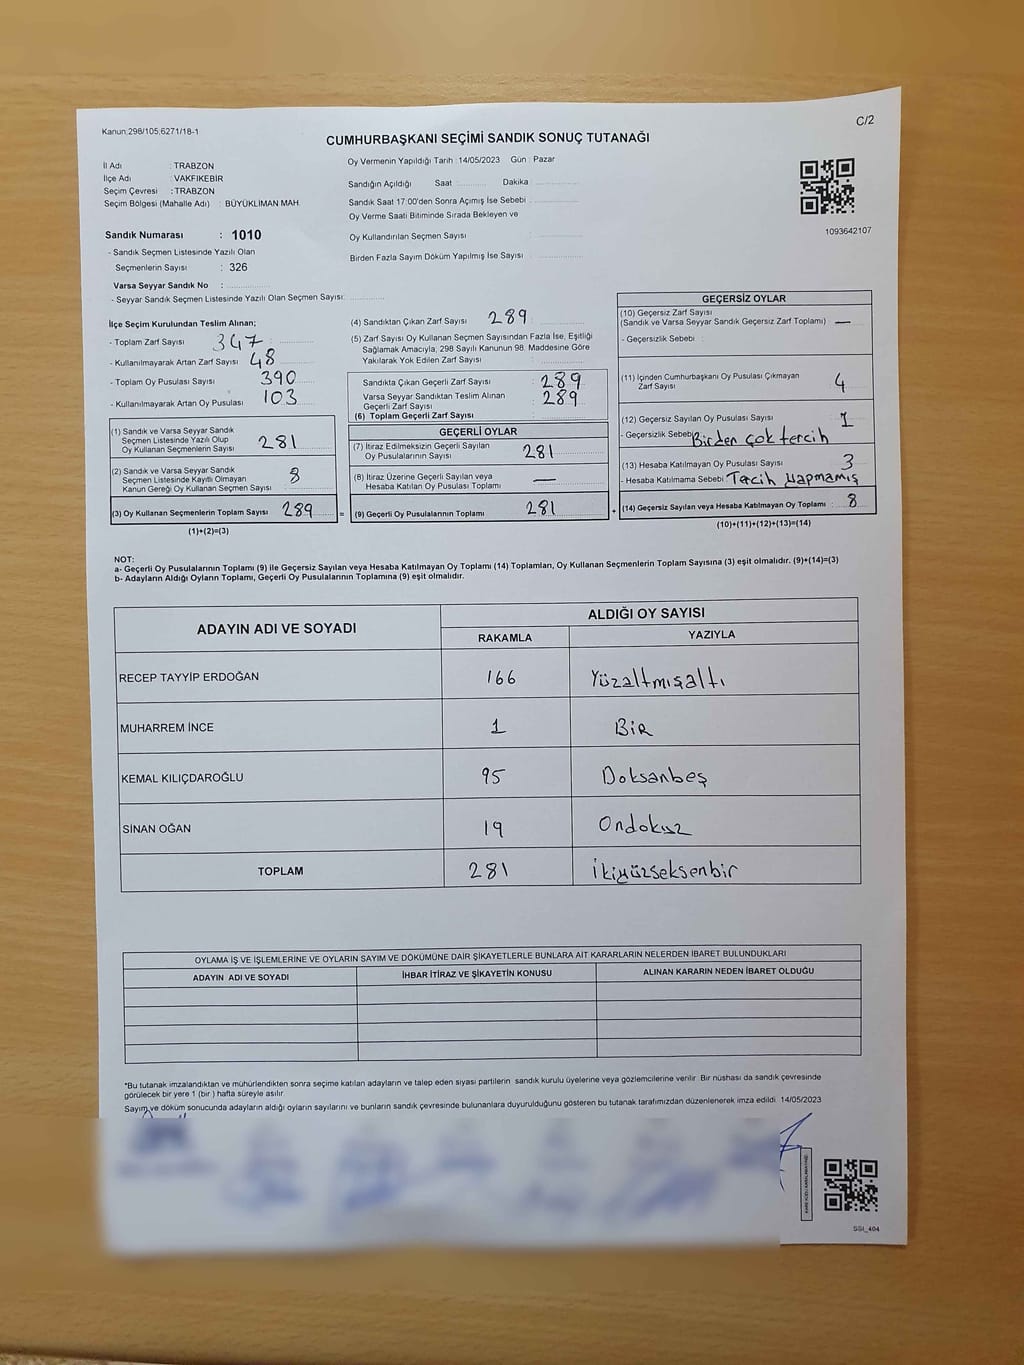 Kanun:298/105,6271/18-1
C/2
CUMHURBAŞKANI SEÇİMİ SANDIK SONUÇ TUTANAĞI
İl Adı : TRABZON
İlçe Adı : VAKFIKEBİR
Seçim Çevresi : TRABZON
Seçim Bölgesi (Mahalle Adı) : BÜYÜKLİMAN MAH.
Sandık Numarası : 1010
- Sandık Seçmen Listesinde Yazılı Olan
Seçmenlerin Sayısı : 326
Varsa Seyyar Sandık No :
- Seyyar Sandık Seçmen Listesinde Yazılı Olan Seçmen Sayısı:
Oy Vermenin Yapıldığı Tarih : 14/05/2023 Gün : Pazar
Sandığın Açıldığı Saat : Dakika :
Sandık Saat 17:00'den Sonra Açımış İse Sebebi :
Oy Verme Saati Bitiminde Sırada Bekleyen ve
Oy Kullandırılan Seçmen Sayısı :
Birden Fazla Sayım Döküm Yapılmış İse Sayısı :
1093642107
İlçe Seçim Kurulundan Teslim Alınan;
- Toplam Zarf Sayısı : 347
- Kullanılmayarak Artan Zarf Sayısı : 48
- Toplam Oy Pusulası Sayısı : 390
- Kullanılmayarak Artan Oy Pusulası : 103
(1) Sandık ve Varsa Seyyar Sandık
Seçmen Listesinde Yazılı Olup
Oy Kullanan Seçmenlerin Sayısı : 281
(2) Sandık ve Varsa Seyyar Sandık
Seçmen Listesinde Kayıtlı Olmayan
Kanun Gereği Oy Kullanan Seçmen Sayısı : 8
(3) Oy Kullanan Seçmenlerin Toplam Sayısı : 289 =
(1)+(2)=(3)
(4) Sandıktan Çıkan Zarf Sayısı : 289
(5) Zarf Sayısı Oy Kullanan Seçmen Sayısından Fazla İse, Eşitliği
Sağlamak Amacıyla, 298 Sayılı Kanunun 98. Maddesine Göre
Yakılarak Yok Edilen Zarf Sayısı :
Sandıkta Çıkan Geçerli Zarf Sayısı : 289
Varsa Seyyar Sandıktan Teslim Alınan : 289
Geçerli Zarf Sayısı
(6) Toplam Geçerli Zarf Sayısı :
GEÇERLİ OYLAR
(7) İtiraz Edilmeksizin Geçerli Sayılan
Oy Pusulalarının Sayısı : 281
(8) İtiraz Üzerine Geçerli Sayılan veya
Hesaba Katılan Oy Pusulası Toplamı : —
(9) Geçerli Oy Pusulalarının Toplamı : 281 +
GEÇERSİZ OYLAR
(10) Geçersiz Zarf Sayısı
(Sandık ve Varsa Seyyar Sandık Geçersiz Zarf Toplamı) : —
- Geçersizlik Sebebi :
(11) İçinden Cumhurbaşkanı Oy Pusulası Çıkmayan
Zarf Sayısı : 4
(12) Geçersiz Sayılan Oy Pusulası Sayısı : 1
- Geçersizlik Sebebi : Birden çok tercih
(13) Hesaba Katılmayan Oy Pusulası Sayısı : 3
- Hesaba Katılmama Sebebi : Tercih yapmamış
(14) Geçersiz Sayılan veya Hesaba Katılmayan Oy Toplamı : 8
(10)+(11)+(12)+(13)=(14)
NOT:
a- Geçerli Oy Pusulalarının Toplamı (9) ile Geçersiz Sayılan veya Hesaba Katılmayan Oy Toplamı (14) Toplamları, Oy Kullanan Seçmenlerin Toplam Sayısına (3) eşit olmalıdır. (9)+(14)=(3)
b- Adayların Aldığı Oyların Toplamı, Geçerli Oy Pusulalarının Toplamına (9) eşit olmalıdır.
ADAYIN ADI VE SOYADI ALDIĞI OY SAYISI
RAKAMLA YAZIYLA
RECEP TAYYİP ERDOĞAN 166 Yüzaltmışaltı
MUHARREM İNCE 1 Bir
KEMAL KILIÇDAROĞLU 95 Doksanbeş
SİNAN OĞAN 19 Ondokuz
TOPLAM 281 İkiyüzseksenbir
OYLAMA İŞ VE İŞLEMLERİNE VE OYLARIN SAYIM VE DÖKÜMÜNE DAİR ŞİKAYETLERLE BUNLARA AİT KARARLARIN NELERDEN İBARET BULUNDUKLARI
ADAYIN ADI VE SOYADI İHBAR İTİRAZ VE ŞİKAYETİN KONUSU ALINAN KARARIN NEDEN İBARET OLDUĞU
*Bu tutanak imzalandıktan ve mühürlendikten sonra seçime katılan adayların ve talep eden siyasi partilerin sandık kurulu üyelerine veya gözlemcilerine verilir. Bir nüshası da sandık çevresinde
görülecek bir yere 1 (bir) hafta süreyle asılır.
Sayım ve döküm sonucunda adayların aldığı oyların sayılarını ve bunların sandık çevresinde bulunanlara duyurulduğunu gösteren bu tutanak tarafımızdan düzenlenerek imza edildi. 14/05/2023
SSI_404